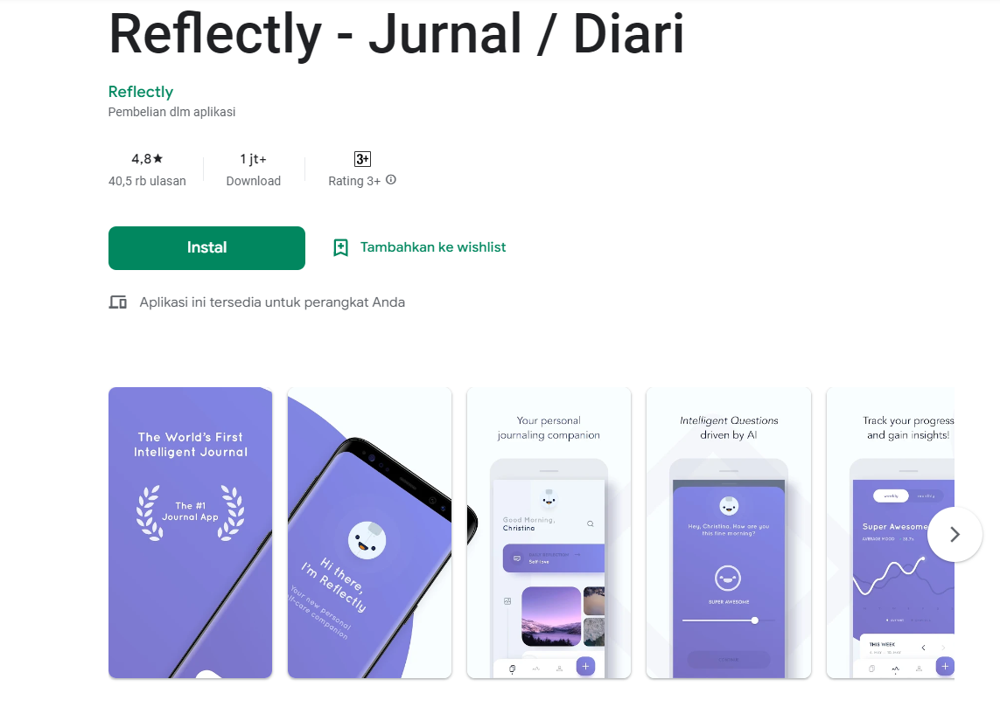 Reflectly - Jurnal / Diari
Reflectly
Pembelian dlm aplikasi
4,8★
40,5 rb ulasan
1 jt+
Download
3+
Rating 3+
Instal
Tambahkan ke wishlist
Aplikasi ini tersedia untuk perangkat Anda
The World's First
Intelligent Journal
The #1
Journal App
Hi there,
I'm Reflectly
Your new personal
lf-care companion
Your personal
journaling companion
Good Morning,
Christina
DAILY REFLECTION
Self love
Intelligent Questions
driven by AI
Hey, Christina. How are you
this fine morning?
SUPER AWESOME
Track your progress
and gain insights!
weekly
monthly
Super Awesome
AVERAGE MOOD
THIS WEEK